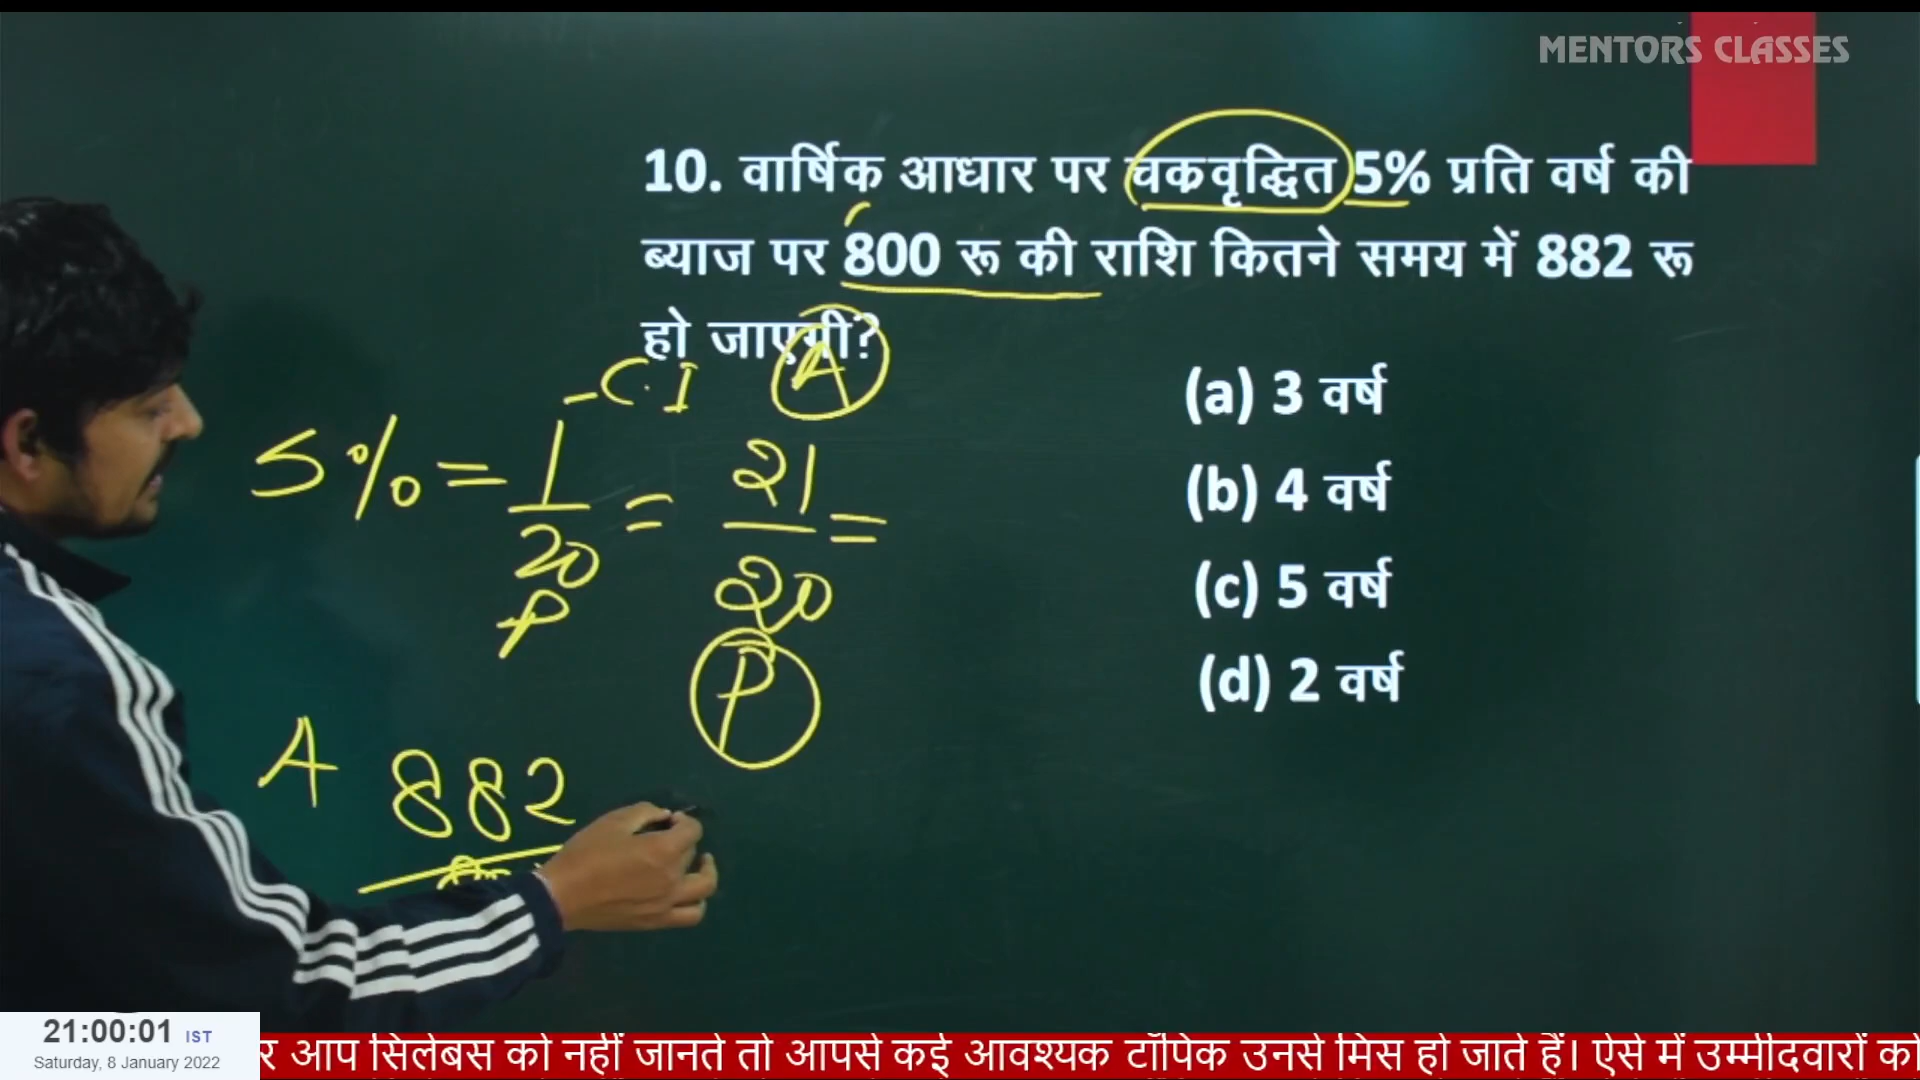 MENTORS CLASSES
10. वार्षिक आधार पर चकवृद्धित 5% प्रति वर्ष की
ब्याज पर 800 रू की राशि कितने समय में 882 रू
हो जाएगी?
(a) 3 वर्ष
(b) 4 वर्ष
(c) 5 वर्ष
(d) 2 वर्ष
C.I A
5% = 1/20 = 21/20 =
P P
A 882
21:00:01 IST
Saturday, 8 January 2022
र आप सिलेबस को नहीं जानते तो आपसे कई आवश्यक टॉपिक उनसे मिस हो जाते हैं। ऐसे में उम्मीदवारों को